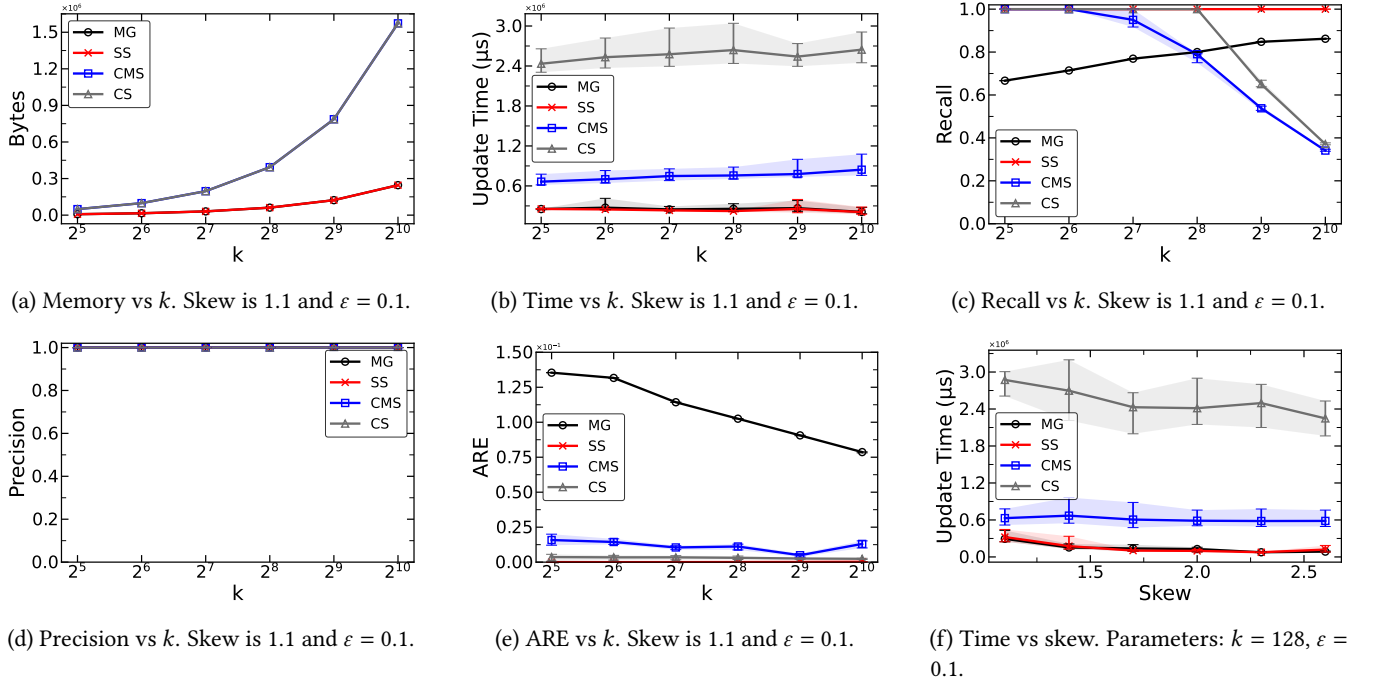 ×10⁶
1.5
1.2
0.9
0.6
0.3
0.0
Bytes
MG
SS
CMS
CS
2⁵ 2⁶ 2⁷ 2⁸ 2⁹ 2¹⁰
k
(a) Memory vs k. Skew is 1.1 and ε = 0.1.
×10⁶
3.0
2.4
1.8
1.2
0.6
Update Time (μs)
MG
SS
CMS
CS
2⁵ 2⁶ 2⁷ 2⁸ 2⁹ 2¹⁰
k
(b) Time vs k. Skew is 1.1 and ε = 0.1.
1.0
0.8
0.6
0.4
0.2
0.0
Recall
MG
SS
CMS
CS
2⁵ 2⁶ 2⁷ 2⁸ 2⁹ 2¹⁰
k
(c) Recall vs k. Skew is 1.1 and ε = 0.1.
1.0
0.8
0.6
0.4
0.2
0.0
Precision
MG
SS
CMS
CS
2⁵ 2⁶ 2⁷ 2⁸ 2⁹ 2¹⁰
k
(d) Precision vs k. Skew is 1.1 and ε = 0.1.
×10⁻¹
1.50
1.25
1.00
0.75
0.50
0.25
0.00
ARE
MG
SS
CMS
CS
2⁵ 2⁶ 2⁷ 2⁸ 2⁹ 2¹⁰
k
(e) ARE vs k. Skew is 1.1 and ε = 0.1.
×10⁶
3.0
2.4
1.8
1.2
0.6
0.0
Update Time (μs)
MG
SS
CMS
CS
1.5 2.0 2.5
Skew
(f) Time vs skew. Parameters: k = 128, ε =
0.1.